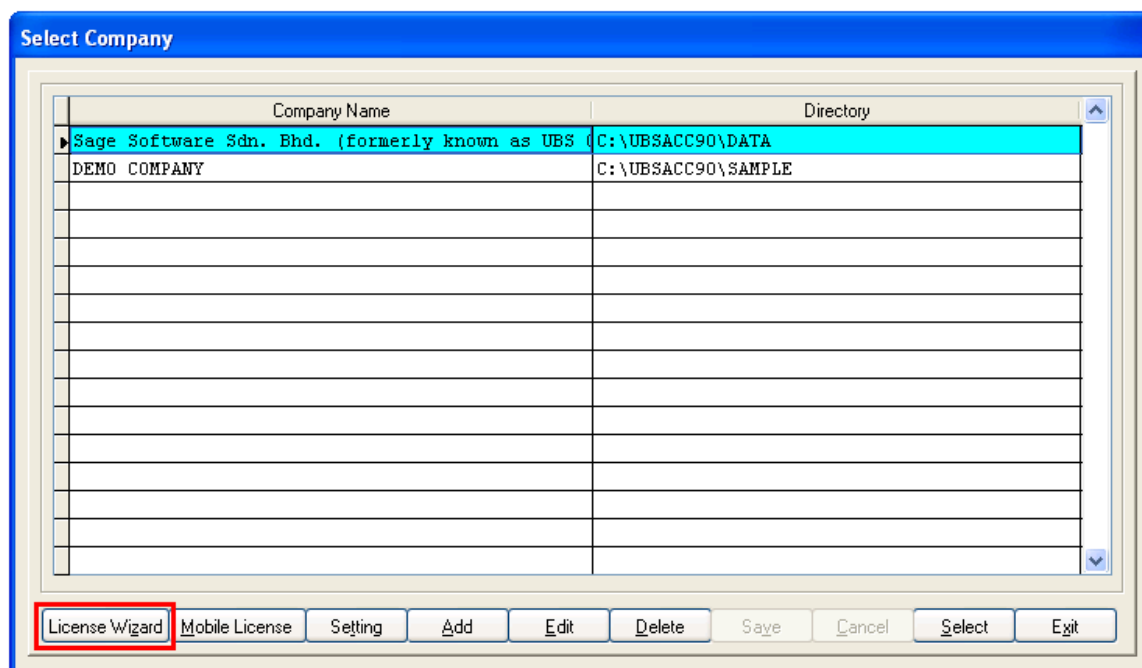 Select Company
Company Name Directory
Sage Software Sdn. Bhd. (formerly known as UBS ( C:\UBSACC90\DATA
DEMO COMPANY C:\UBSACC90\SAMPLE
License Wizard Mobile License Setting Add Edit Delete Save Cancel Select Exit